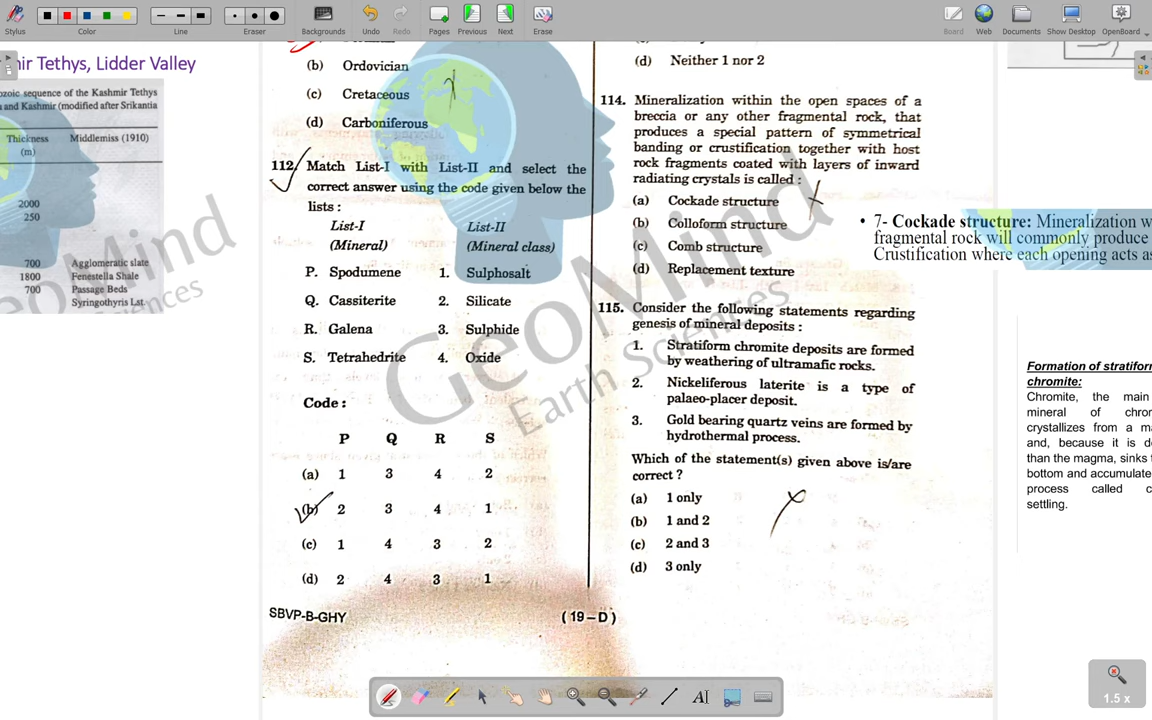 Stylus
Color
Line
Eraser
Backgrounds
Undo
Redo
Pages
Previous
Next
Erase
Board
Web
Documents
Show Desktop
OpenBoard
mir Tethys, Lidder Valley
ozoic sequence of the Kashmir Tethys
and Kashmir (modified after Srikantia
Thickness
(m)
Middlemiss (1910)
2000
250
700 Agglomeratic slate
1800 Fenestella Shale
700 Passage Beds
Syringothyris Lst.
(b) Ordovician
(c) Cretaceous
(d) Carboniferous
112. Match List-I with List-II and select the
correct answer using the code given below the
lists :
List-I List-II
(Mineral) (Mineral class)
P. Spodumene 1. Sulphosalt
Q. Cassiterite 2. Silicate
R. Galena 3. Sulphide
S. Tetrahedrite 4. Oxide
Code :
P Q R S
(a) 1 3 4 2
(b) 2 3 4 1
(c) 1 4 3 2
(d) 2 4 3 1
SBVP-B-GHY
( 19 – D )
(d) Neither 1 nor 2
114. Mineralization within the open spaces of a
breccia or any other fragmental rock, that
produces a special pattern of symmetrical
banding or crustification together with host
rock fragments coated with layers of inward
radiating crystals is called :
(a) Cockade structure
(b) Colloform structure
(c) Comb structure
(d) Replacement texture
115. Consider the following statements regarding
genesis of mineral deposits :
1. Stratiform chromite deposits are formed
by weathering of ultramafic rocks.
2. Nickeliferous laterite is a type of
palaeo-placer deposit.
3. Gold bearing quartz veins are formed by
hydrothermal process.
Which of the statement(s) given above is/are
correct ?
(a) 1 only
(b) 1 and 2
(c) 2 and 3
(d) 3 only
• 7- Cockade structure: Mineralization w
fragmental rock will commonly produce
Crustification where each opening acts as
Formation of stratiform
chromite:
Chromite, the main
mineral of chror
crystallizes from a ma
and, because it is de
than the magma, sinks t
bottom and accumulate
process called c
settling.
GeoMind
Earth Sciences
1.5 x